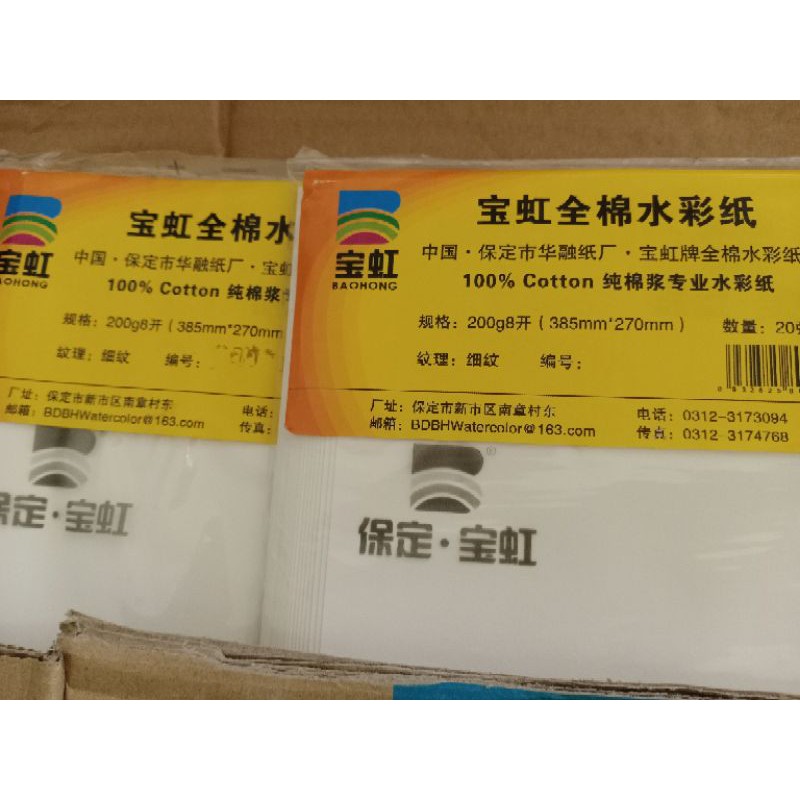 宝虹全棉水
中国·保定市华融纸厂·宝虹
100% Cotton 纯棉浆
宝虹
规格：200g8开（385mm*270mm
纹理：细纹 编号：
厂址：保定市新市区南章村东
邮箱：BDBHWatercolor@163.com
电话：
传真：
保定·宝虹
宝虹全棉水彩纸
中国·保定市华融纸厂·宝虹牌全棉水彩纸
100% Cotton 纯棉浆专业水彩纸
宝虹
BAOHONG
规格：200g8开（385mm*270mm） 数量：20
纹理：细纹 编号：
厂址：保定市新市区南章村东
邮箱：BDBHWatercolor@163.com
电话：0312-3173094
传真：0312-3174768
保定·宝虹